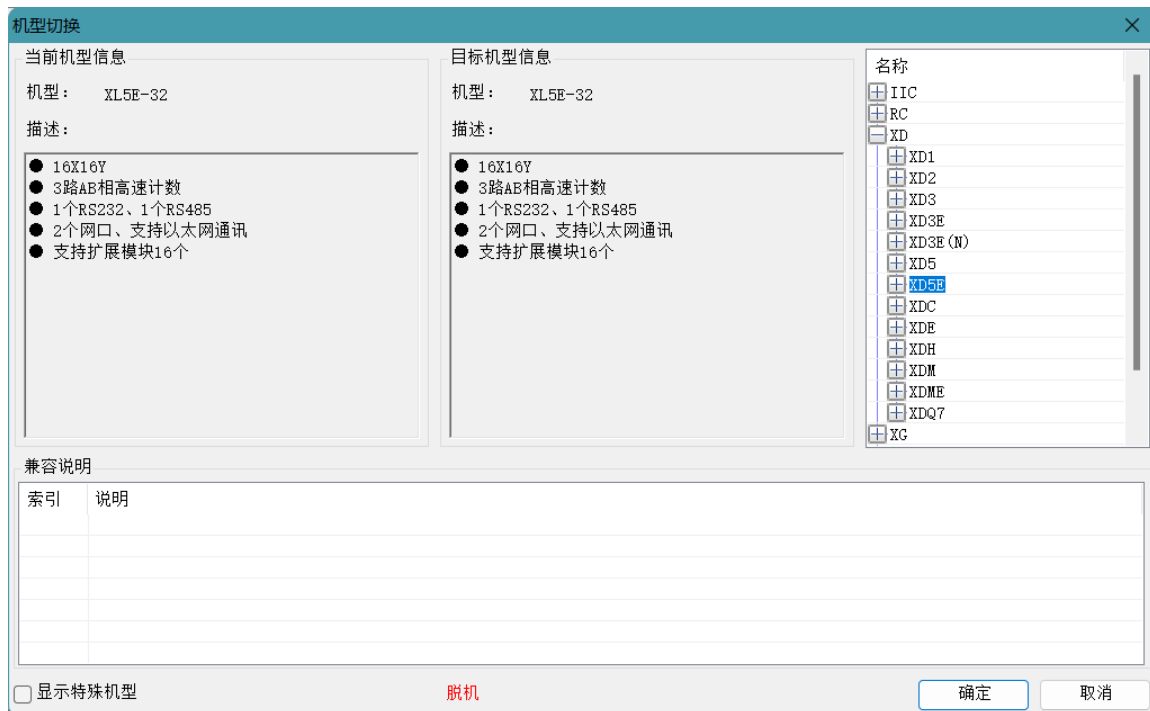 机型切换
当前机型信息
机型： XL5E-32
描述：
● 16X16Y
● 3路AB相高速计数
● 1个RS232、1个RS485
● 2个网口、支持以太网通讯
● 支持扩展模块16个
目标机型信息
机型： XL5E-32
描述：
● 16X16Y
● 3路AB相高速计数
● 1个RS232、1个RS485
● 2个网口、支持以太网通讯
● 支持扩展模块16个
名称
IIC
RC
XD
XD1
XD2
XD3
XD3E
XD3E(N)
XD5
XD5E
XDC
XDE
XDH
XDM
XDME
XDQ7
XG
兼容说明
索引 说明
显示特殊机型 脱机 确定 取消